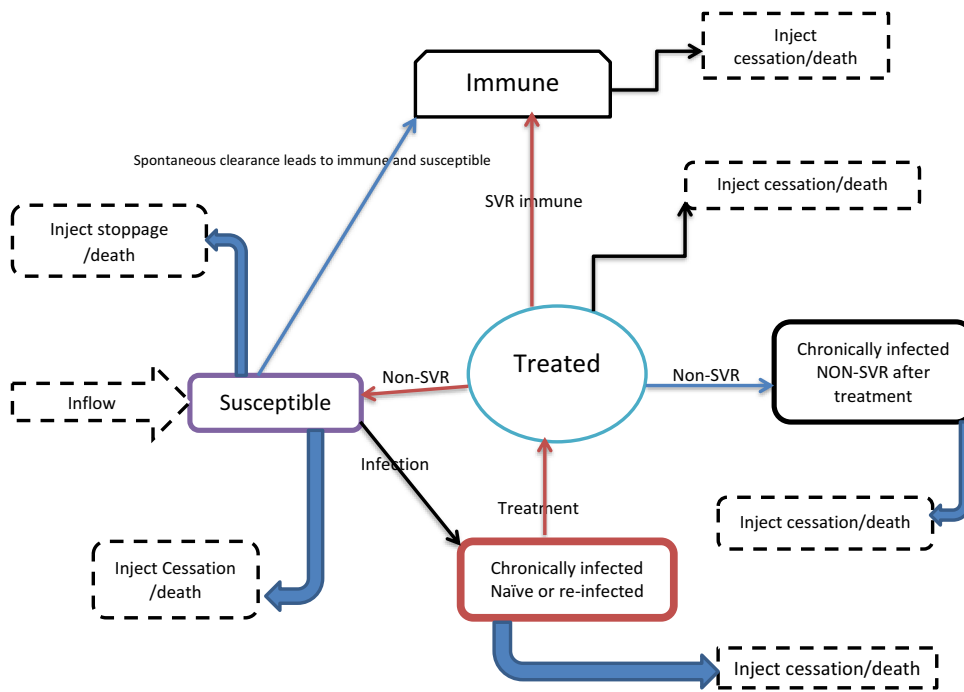 Inject
cessation/death
Immune
Spontaneous clearance leads to immune and susceptible
Inject cessation/death
SVR immune
Inject stoppage
/death
Treated
Chronically infected
NON-SVR after
treatment
Non-SVR
Non-SVR
Inflow
Susceptible
Infection
Treatment
Inject cessation/death
Inject Cessation
/death
Chronically infected
Naïve or re-infected
Inject cessation/death